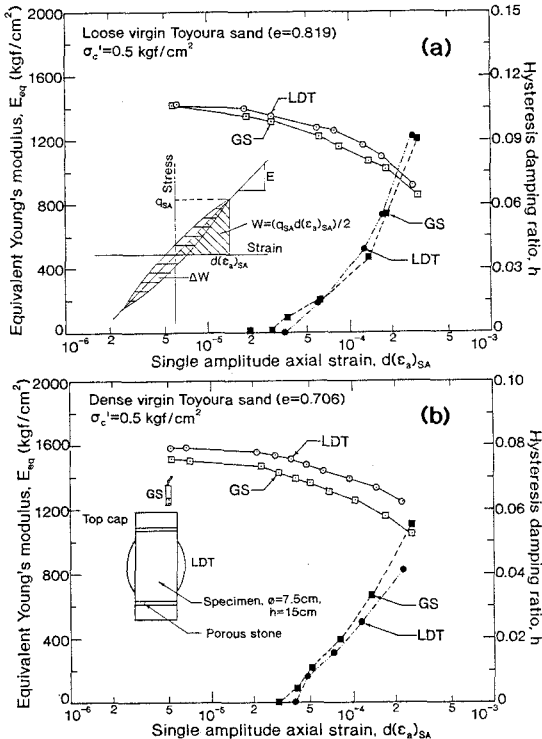 Loose virgin Toyoura sand (e=0.819)
σc'=0.5 kgf/cm²
(a)
Equivalent Young's modulus, Eeq (kgf/cm²)
2000
1600
1200
800
400
0
Hysteresis damping ratio, h
0.15
0.12
0.09
0.06
0.03
0
LDT
GS
Stress
qSA
E
W=(qSAd(εa)SA)/2
Strain
d(εa)SA
ΔW
GS
LDT
10⁻⁶ 2 5 10⁻⁵ 2 5 10⁻⁴ 2 5 10⁻³
Single amplitude axial strain, d(εa)SA
Dense virgin Toyoura sand (e=0.706)
σc'=0.5 kgf/cm²
(b)
Equivalent Young's modulus, Eeq (kgf/cm²)
2000
1600
1200
800
400
0
Hysteresis damping ratio, h
0.10
0.08
0.06
0.04
0.02
0
LDT
GS
GS
Top cap
LDT
Specimen, ø=7.5cm,
h=15cm
Porous stone
GS
LDT
10⁻⁶ 2 5 10⁻⁵ 2 5 10⁻⁴ 2 5 10⁻³
Single amplitude axial strain, d(εa)SA